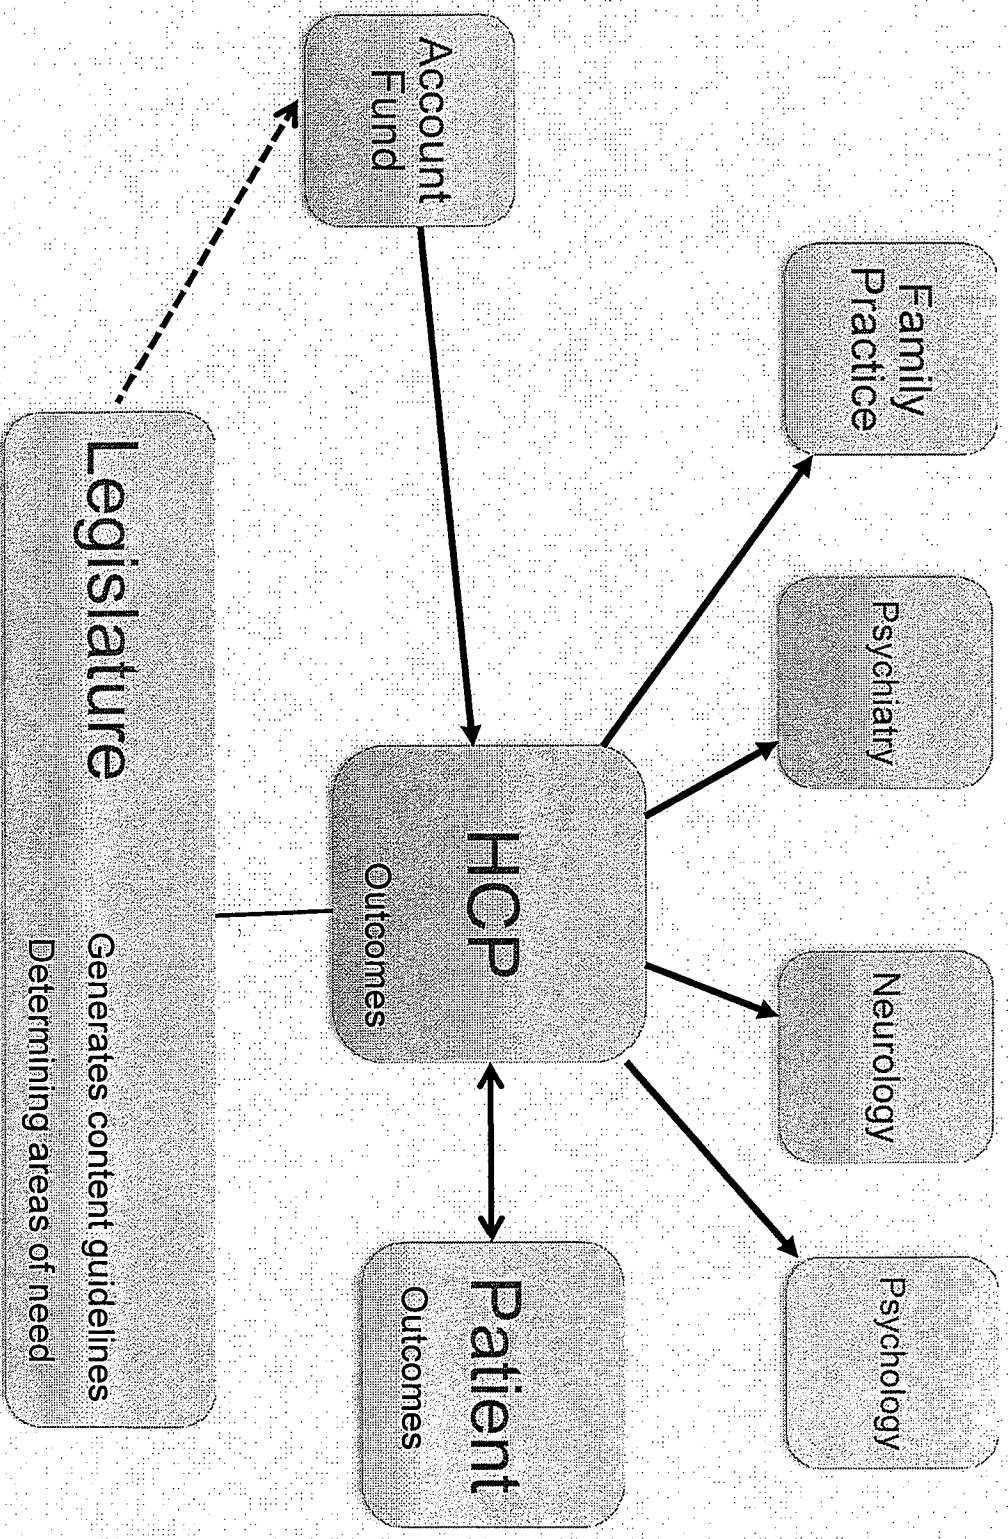 Family
Practice
Psychiatry
Neurology
Psychology
Account
Fund
HCP
Outcomes
Patient
Outcomes
Legislature
Generates content guidelines
Determining areas of need